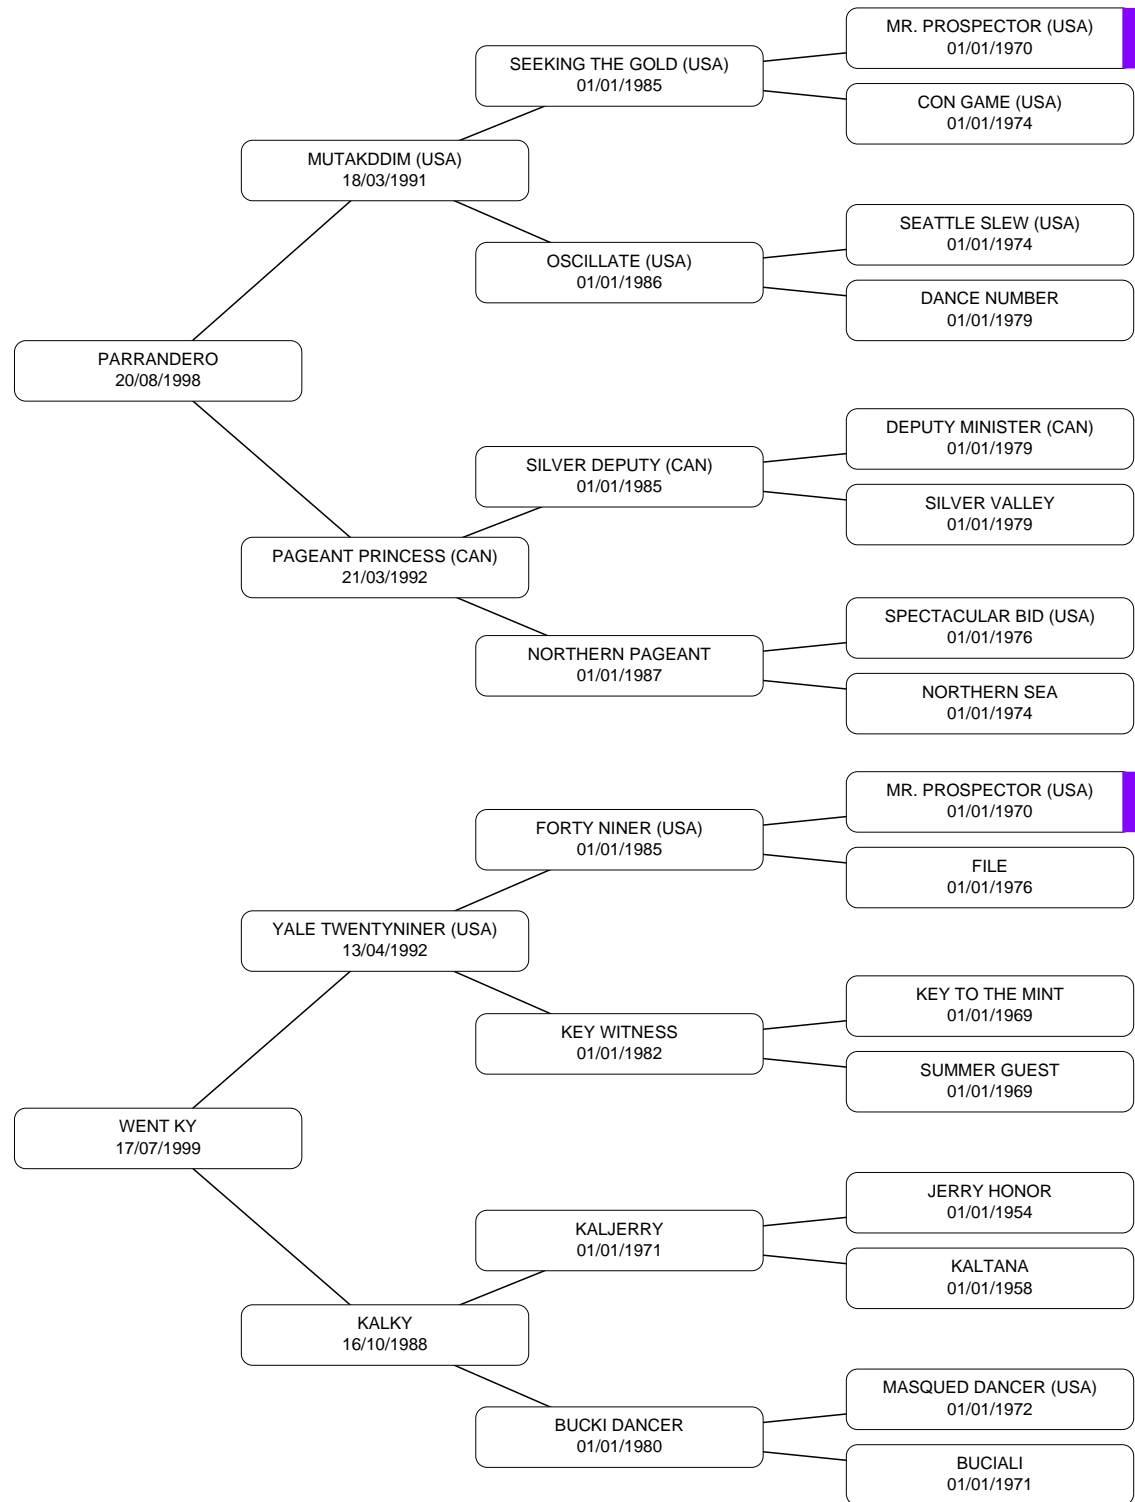 MR. PROSPECTOR (USA)
01/01/1970
SEEKING THE GOLD (USA)
01/01/1985
CON GAME (USA)
01/01/1974
MUTAKDDIM (USA)
18/03/1991
SEATTLE SLEW (USA)
01/01/1974
OSCILLATE (USA)
01/01/1986
DANCE NUMBER
01/01/1979
PARRANDERO
20/08/1998
DEPUTY MINISTER (CAN)
01/01/1979
SILVER DEPUTY (CAN)
01/01/1985
SILVER VALLEY
01/01/1979
PAGEANT PRINCESS (CAN)
21/03/1992
SPECTACULAR BID (USA)
01/01/1976
NORTHERN PAGEANT
01/01/1987
NORTHERN SEA
01/01/1974
MR. PROSPECTOR (USA)
01/01/1970
FORTY NINER (USA)
01/01/1985
FILE
01/01/1976
YALE TWENTYNINER (USA)
13/04/1992
KEY TO THE MINT
01/01/1969
KEY WITNESS
01/01/1982
SUMMER GUEST
01/01/1969
WENT KY
17/07/1999
JERRY HONOR
01/01/1954
KALJERRY
01/01/1971
KALTANA
01/01/1958
KALKY
16/10/1988
MASQUED DANCER (USA)
01/01/1972
BUCKI DANCER
01/01/1980
BUCIALI
01/01/1971